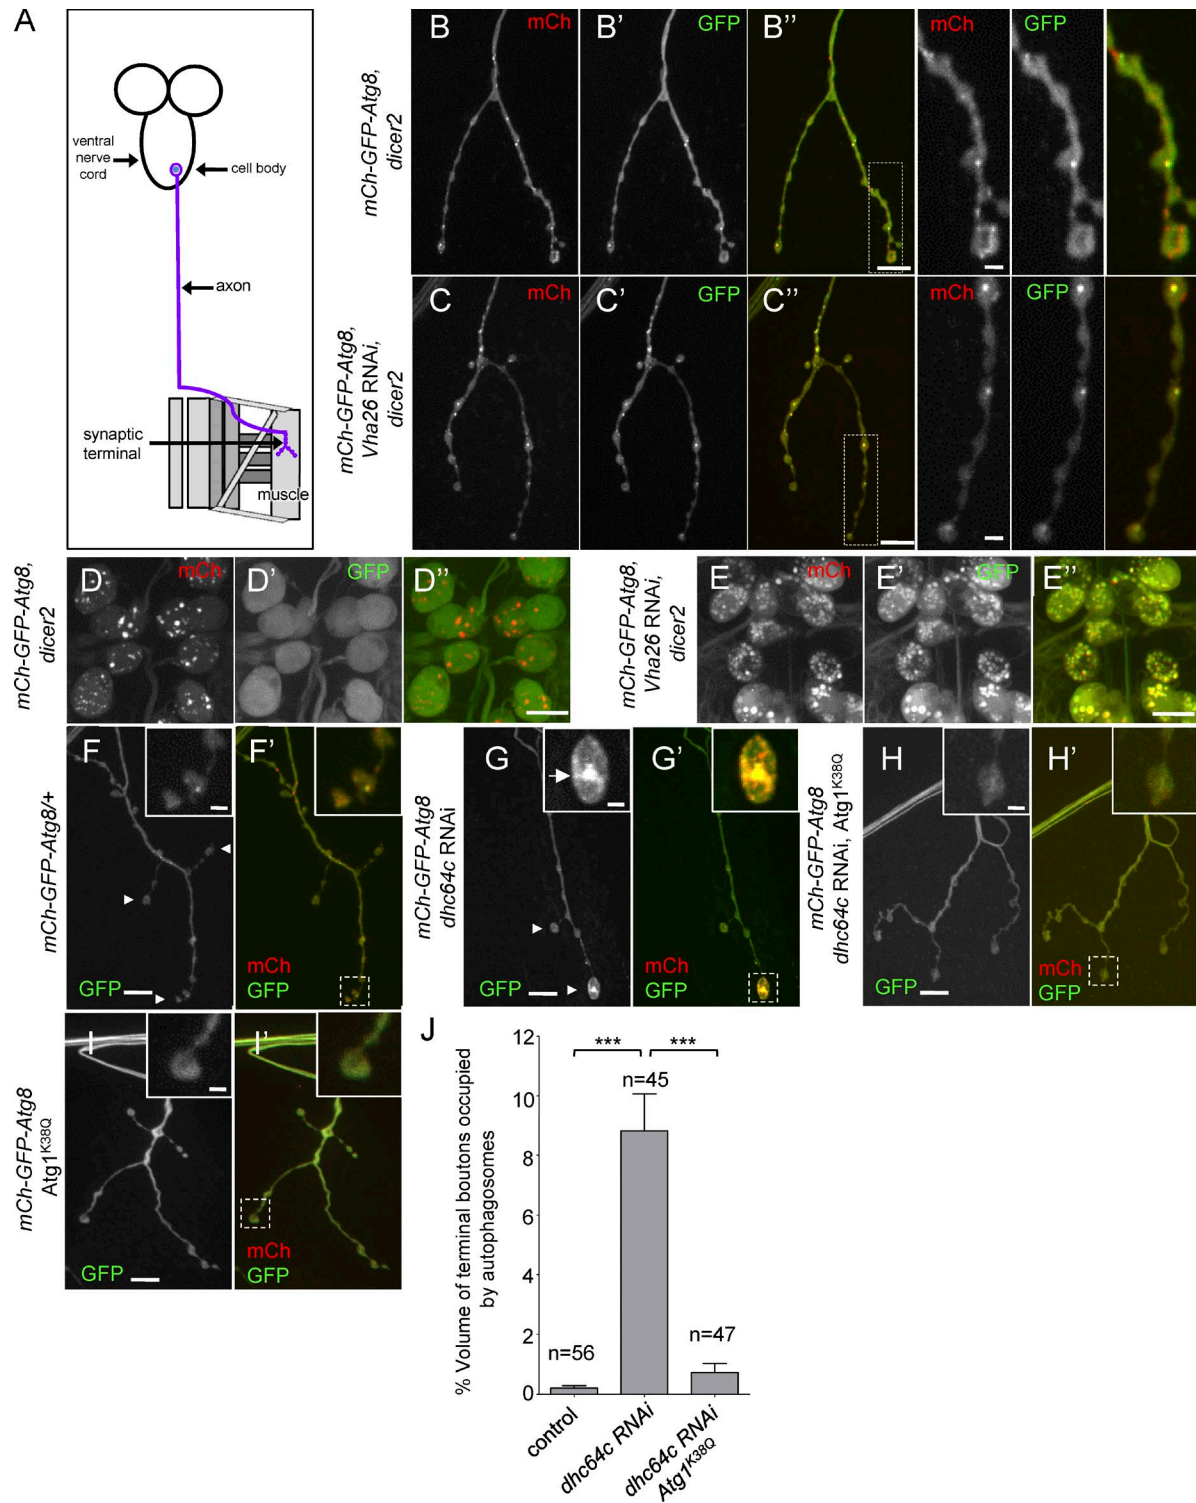 A
ventral
nerve
cord
cell body
axon
synaptic
terminal
muscle
mCh-GFP-Atg8,
dicer2
B
mCh
B'
GFP
B''
mCh
GFP
mCh-GFP-Atg8,
Vha26 RNAi,
dicer2
C
mCh
C'
GFP
C''
mCh
GFP
mCh-GFP-Atg8,
dicer2
D
mCh
D'
GFP
D''
mCh-GFP-Atg8,
Vha26 RNAi,
dicer2
E
mCh
E'
GFP
E''
mCh-GFP-Atg8/+
F
GFP
F'
mCh
GFP
mCh-GFP-Atg8
dhc64c RNAi
G
GFP
G'
mCh
GFP
mCh-GFP-Atg8
dhc64c RNAi, Atg1K38Q
H
GFP
H'
mCh
GFP
mCh-GFP-Atg8
Atg1K38Q
I
GFP
I'
mCh
GFP
J
% Volume of terminal boutons occupied
by autophagosomes
12
10
8
6
4
2
0
***
***
n=56
n=45
n=47
control
dhc64c RNAi
dhc64c RNAi
Atg1K38Q